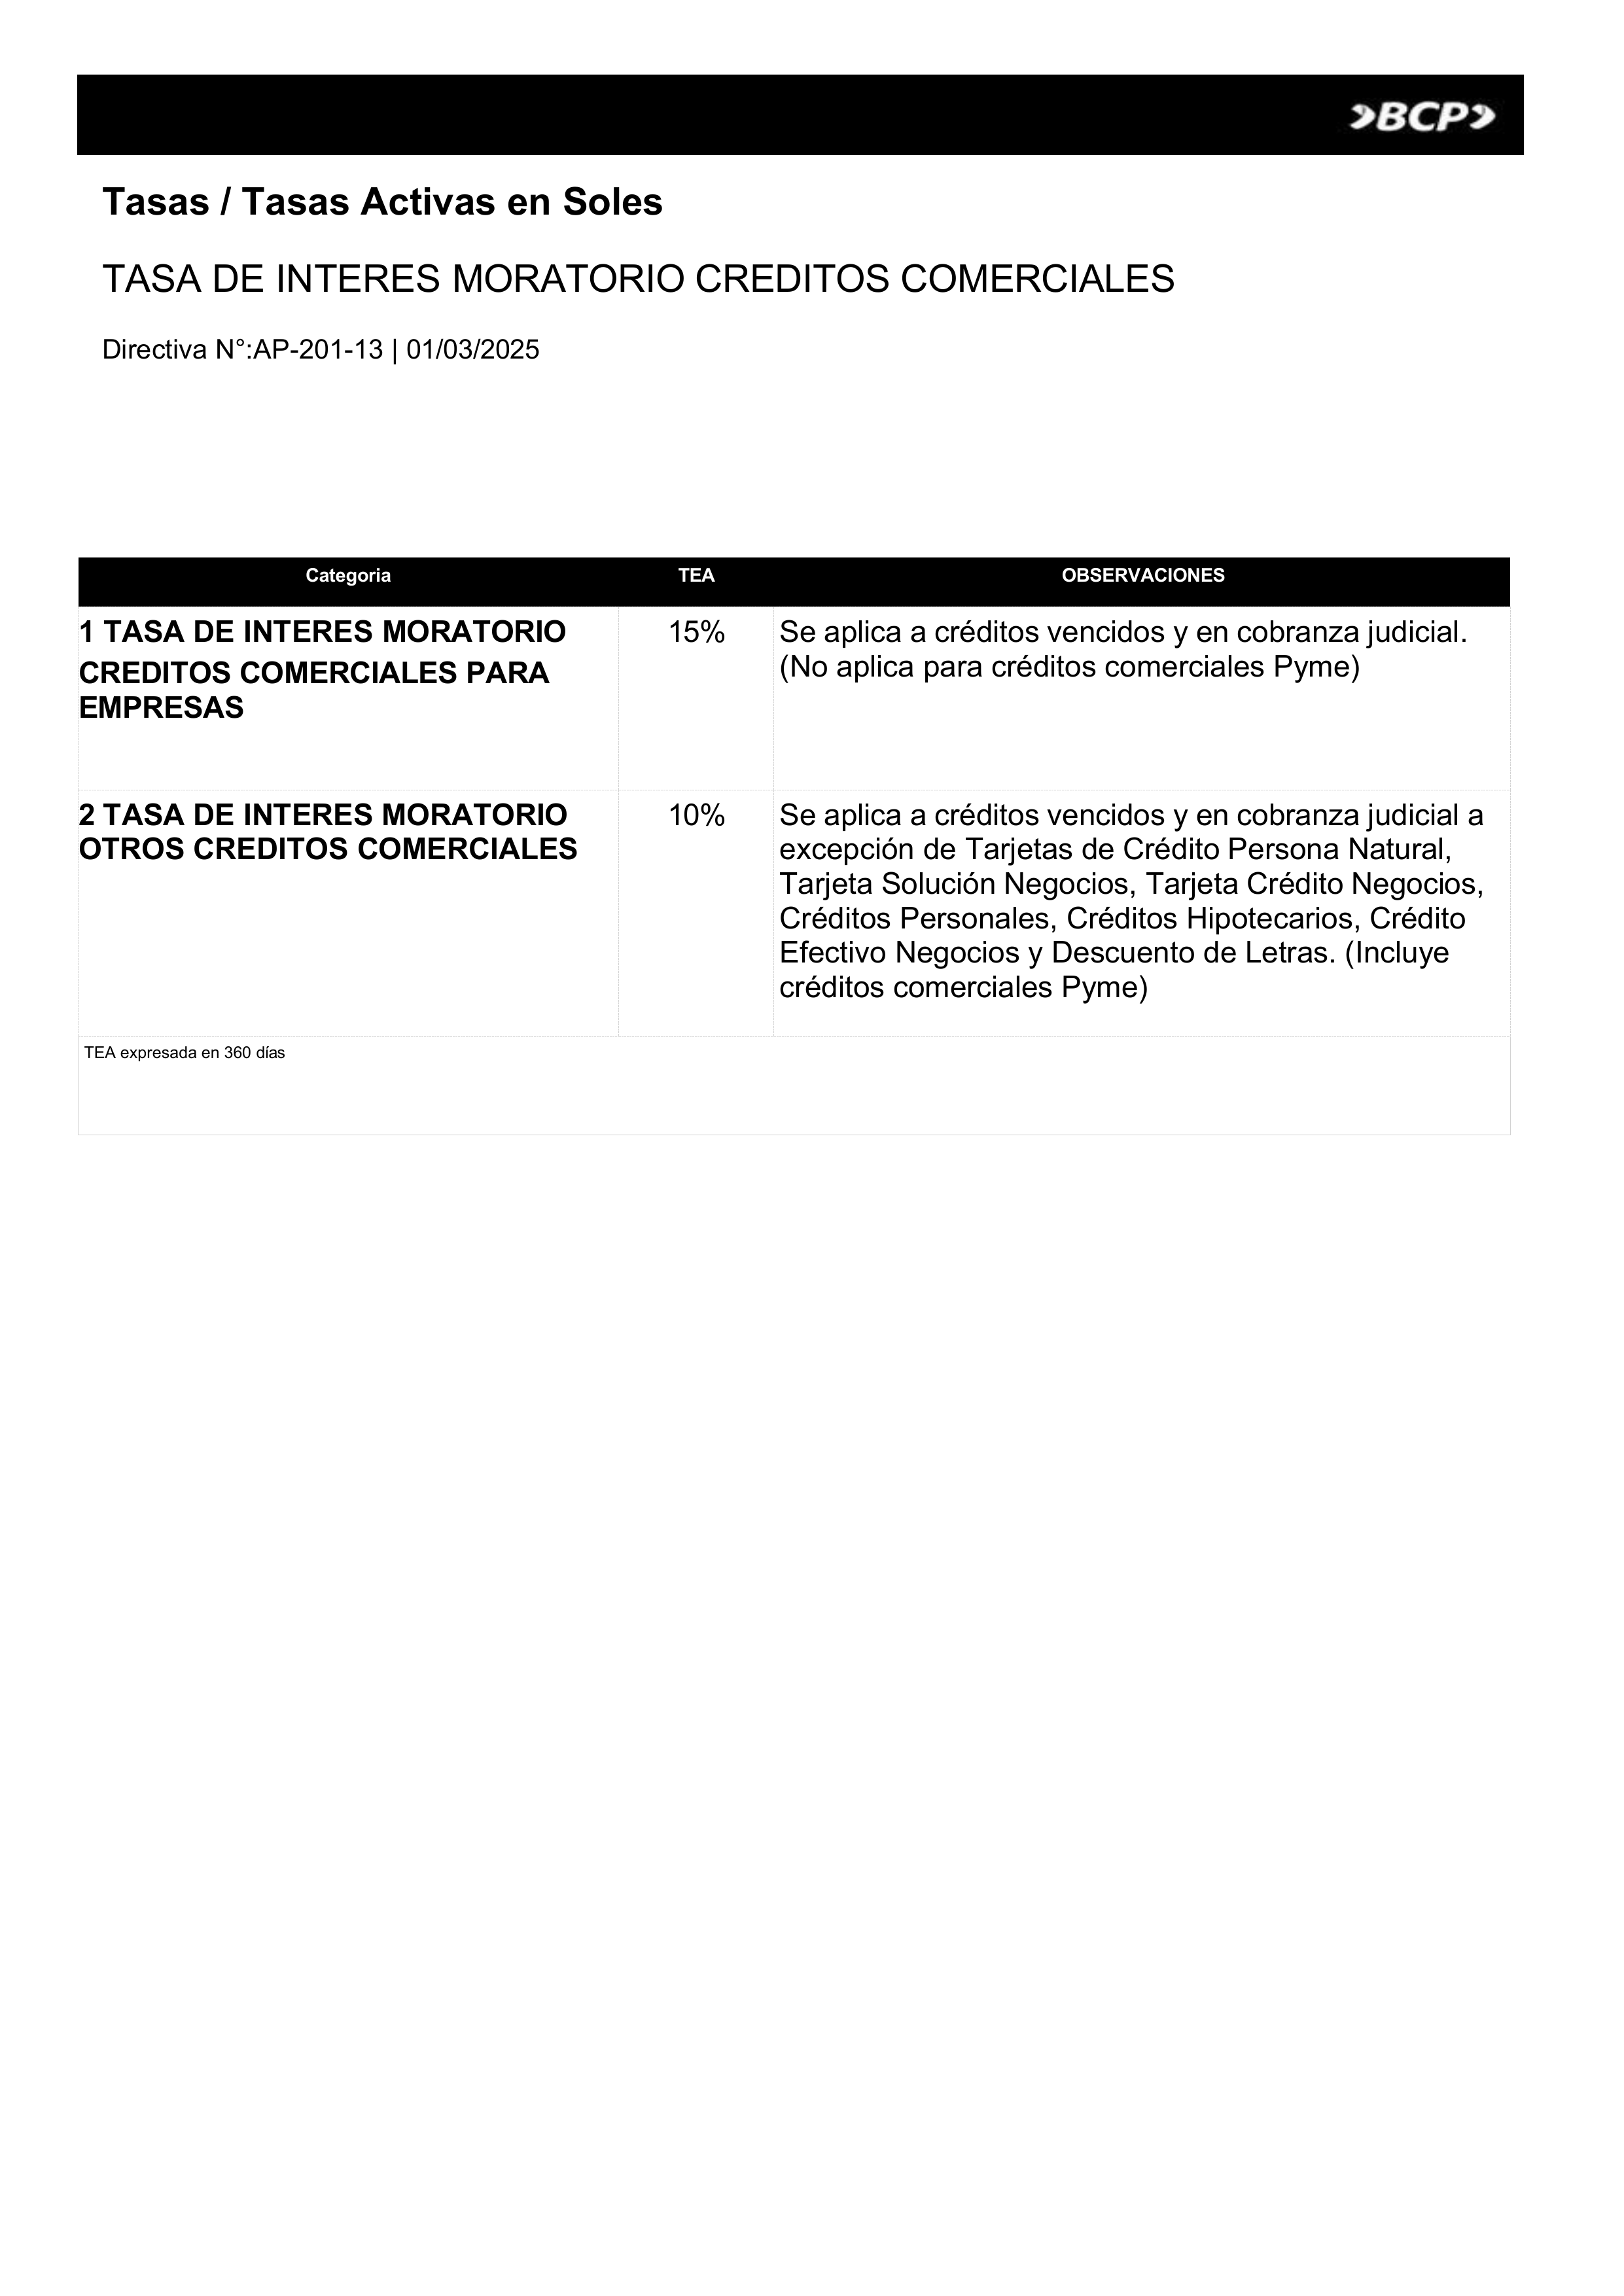 BCP
Tasas / Tasas Activas en Soles
TASA DE INTERES MORATORIO CREDITOS COMERCIALES
Directiva N°:AP-201-13 | 01/03/2025
Categoria TEA OBSERVACIONES
1 TASA DE INTERES MORATORIO
CREDITOS COMERCIALES PARA
EMPRESAS
15%
Se aplica a créditos vencidos y en cobranza judicial.
(No aplica para créditos comerciales Pyme)
2 TASA DE INTERES MORATORIO
OTROS CREDITOS COMERCIALES
10%
Se aplica a créditos vencidos y en cobranza judicial a
excepción de Tarjetas de Crédito Persona Natural,
Tarjeta Solución Negocios, Tarjeta Crédito Negocios,
Créditos Personales, Créditos Hipotecarios, Crédito
Efectivo Negocios y Descuento de Letras. (Incluye
créditos comerciales Pyme)
TEA expresada en 360 días